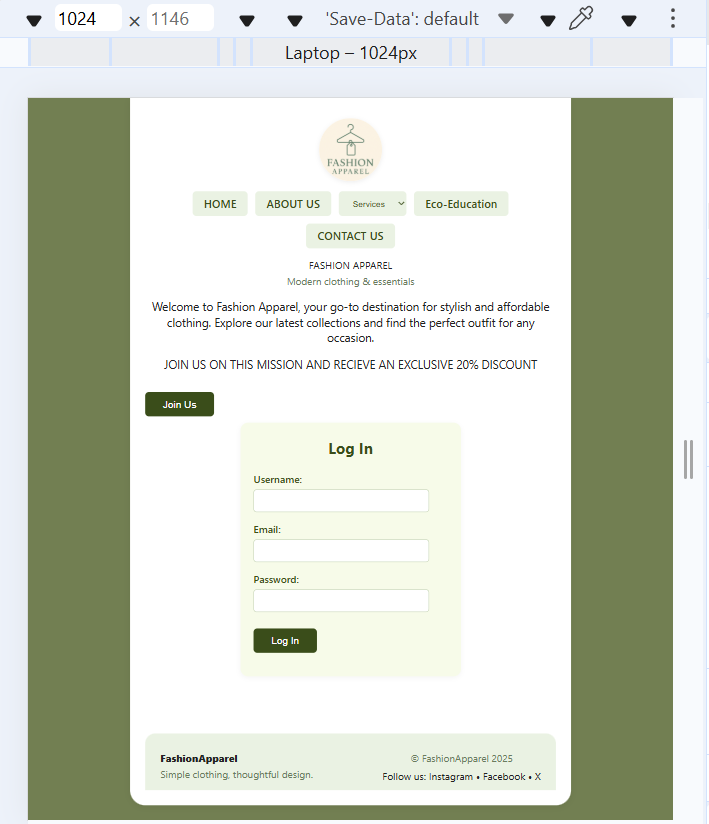 1024 × 1146 'Save-Data': default
Laptop – 1024px
FASHION
APPAREL
HOME ABOUT US Services Eco-Education
CONTACT US
FASHION APPAREL
Modern clothing & essentials
Welcome to Fashion Apparel, your go-to destination for stylish and affordable
clothing. Explore our latest collections and find the perfect outfit for any
occasion.
JOIN US ON THIS MISSION AND RECIEVE AN EXCLUSIVE 20% DISCOUNT
Join Us
Log In
Username:
Email:
Password:
Log In
FashionApparel
Simple clothing, thoughtful design.
© FashionApparel 2025
Follow us: Instagram • Facebook • X